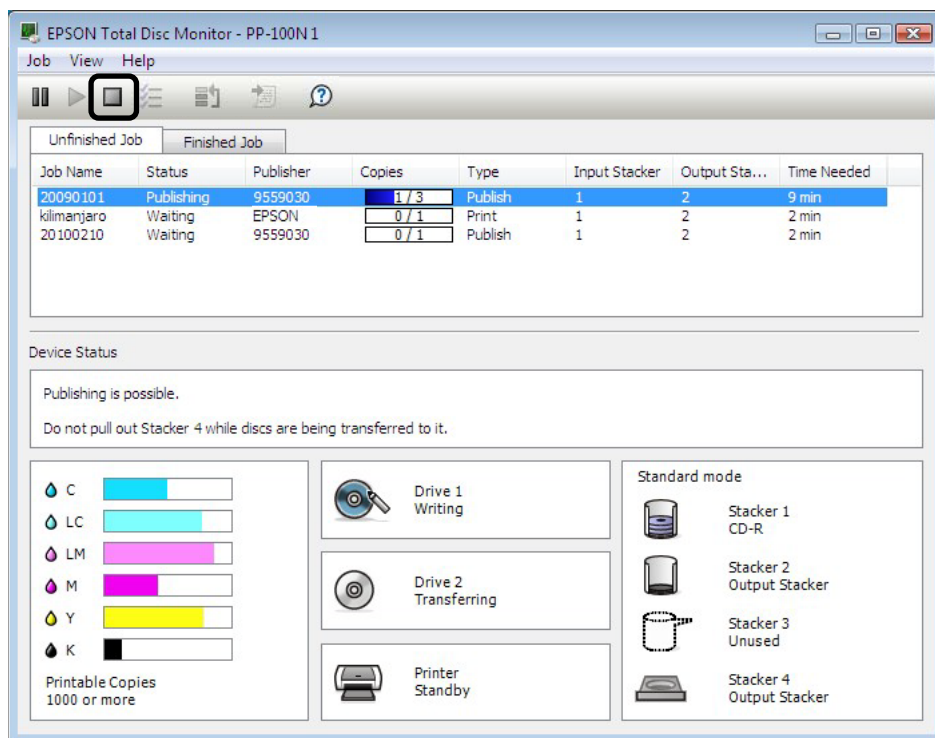 EPSON Total Disc Monitor - PP-100N 1
Job View Help
Unfinished Job Finished Job
Job Name Status Publisher Copies Type Input Stacker Output Sta... Time Needed
20090101 Publishing 9559030 1 / 3 Publish 1 2 9 min
kilimanjaro Waiting EPSON 0 / 1 Print 1 2 2 min
20100210 Waiting 9559030 0 / 1 Publish 1 2 2 min
Device Status
Publishing is possible.
Do not pull out Stacker 4 while discs are being transferred to it.
C
LC
LM
M
Y
K
Printable Copies
1000 or more
Drive 1
Writing
Drive 2
Transferring
Printer
Standby
Standard mode
Stacker 1
CD-R
Stacker 2
Output Stacker
Stacker 3
Unused
Stacker 4
Output Stacker